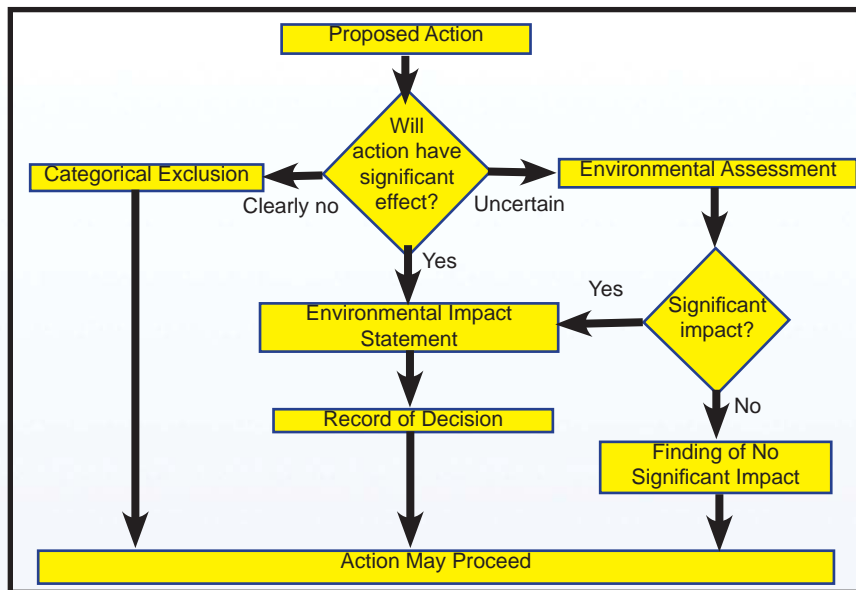 Proposed Action
Will
action have
significant
effect?
Categorical Exclusion
Environmental Assessment
Clearly no
Uncertain
Yes
Environmental Impact
Statement
Yes
Significant
impact?
No
Record of Decision
Finding of No
Significant Impact
Action May Proceed